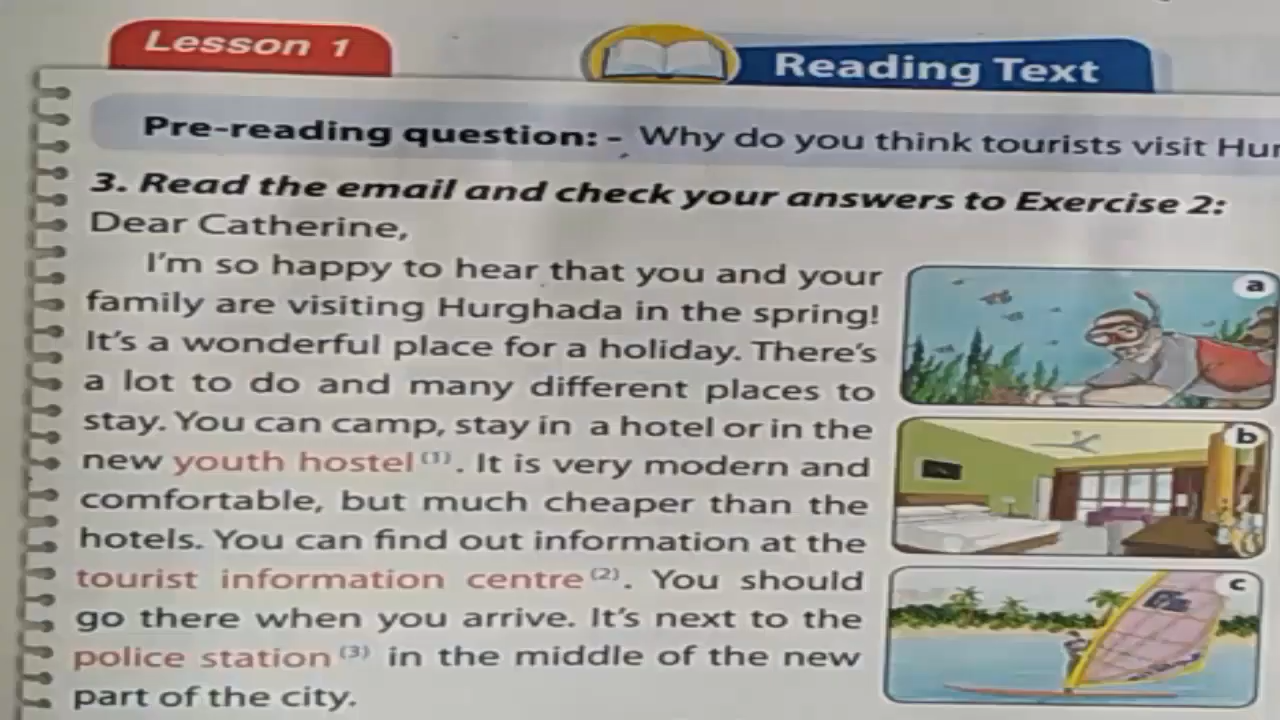 Lesson 1
Reading Text
Pre-reading question: - Why do you think tourists visit
3. Read the email and check your answers to Exercise 2:
Dear Catherine,
I'm so happy to hear that you and your
family are visiting Hurghada in the spring!
It's a wonderful place for a holiday. There's
a lot to do and many different places to
stay. You can camp, stay in a hotel or in the
new youth hostel (1). It is very modern and
comfortable, but much cheaper than the
hotels. You can find out information at the
tourist information centre (2). You should
go there when you arrive. It's next to the
police station (3) in the middle of the new
part of the city.
a
b
c